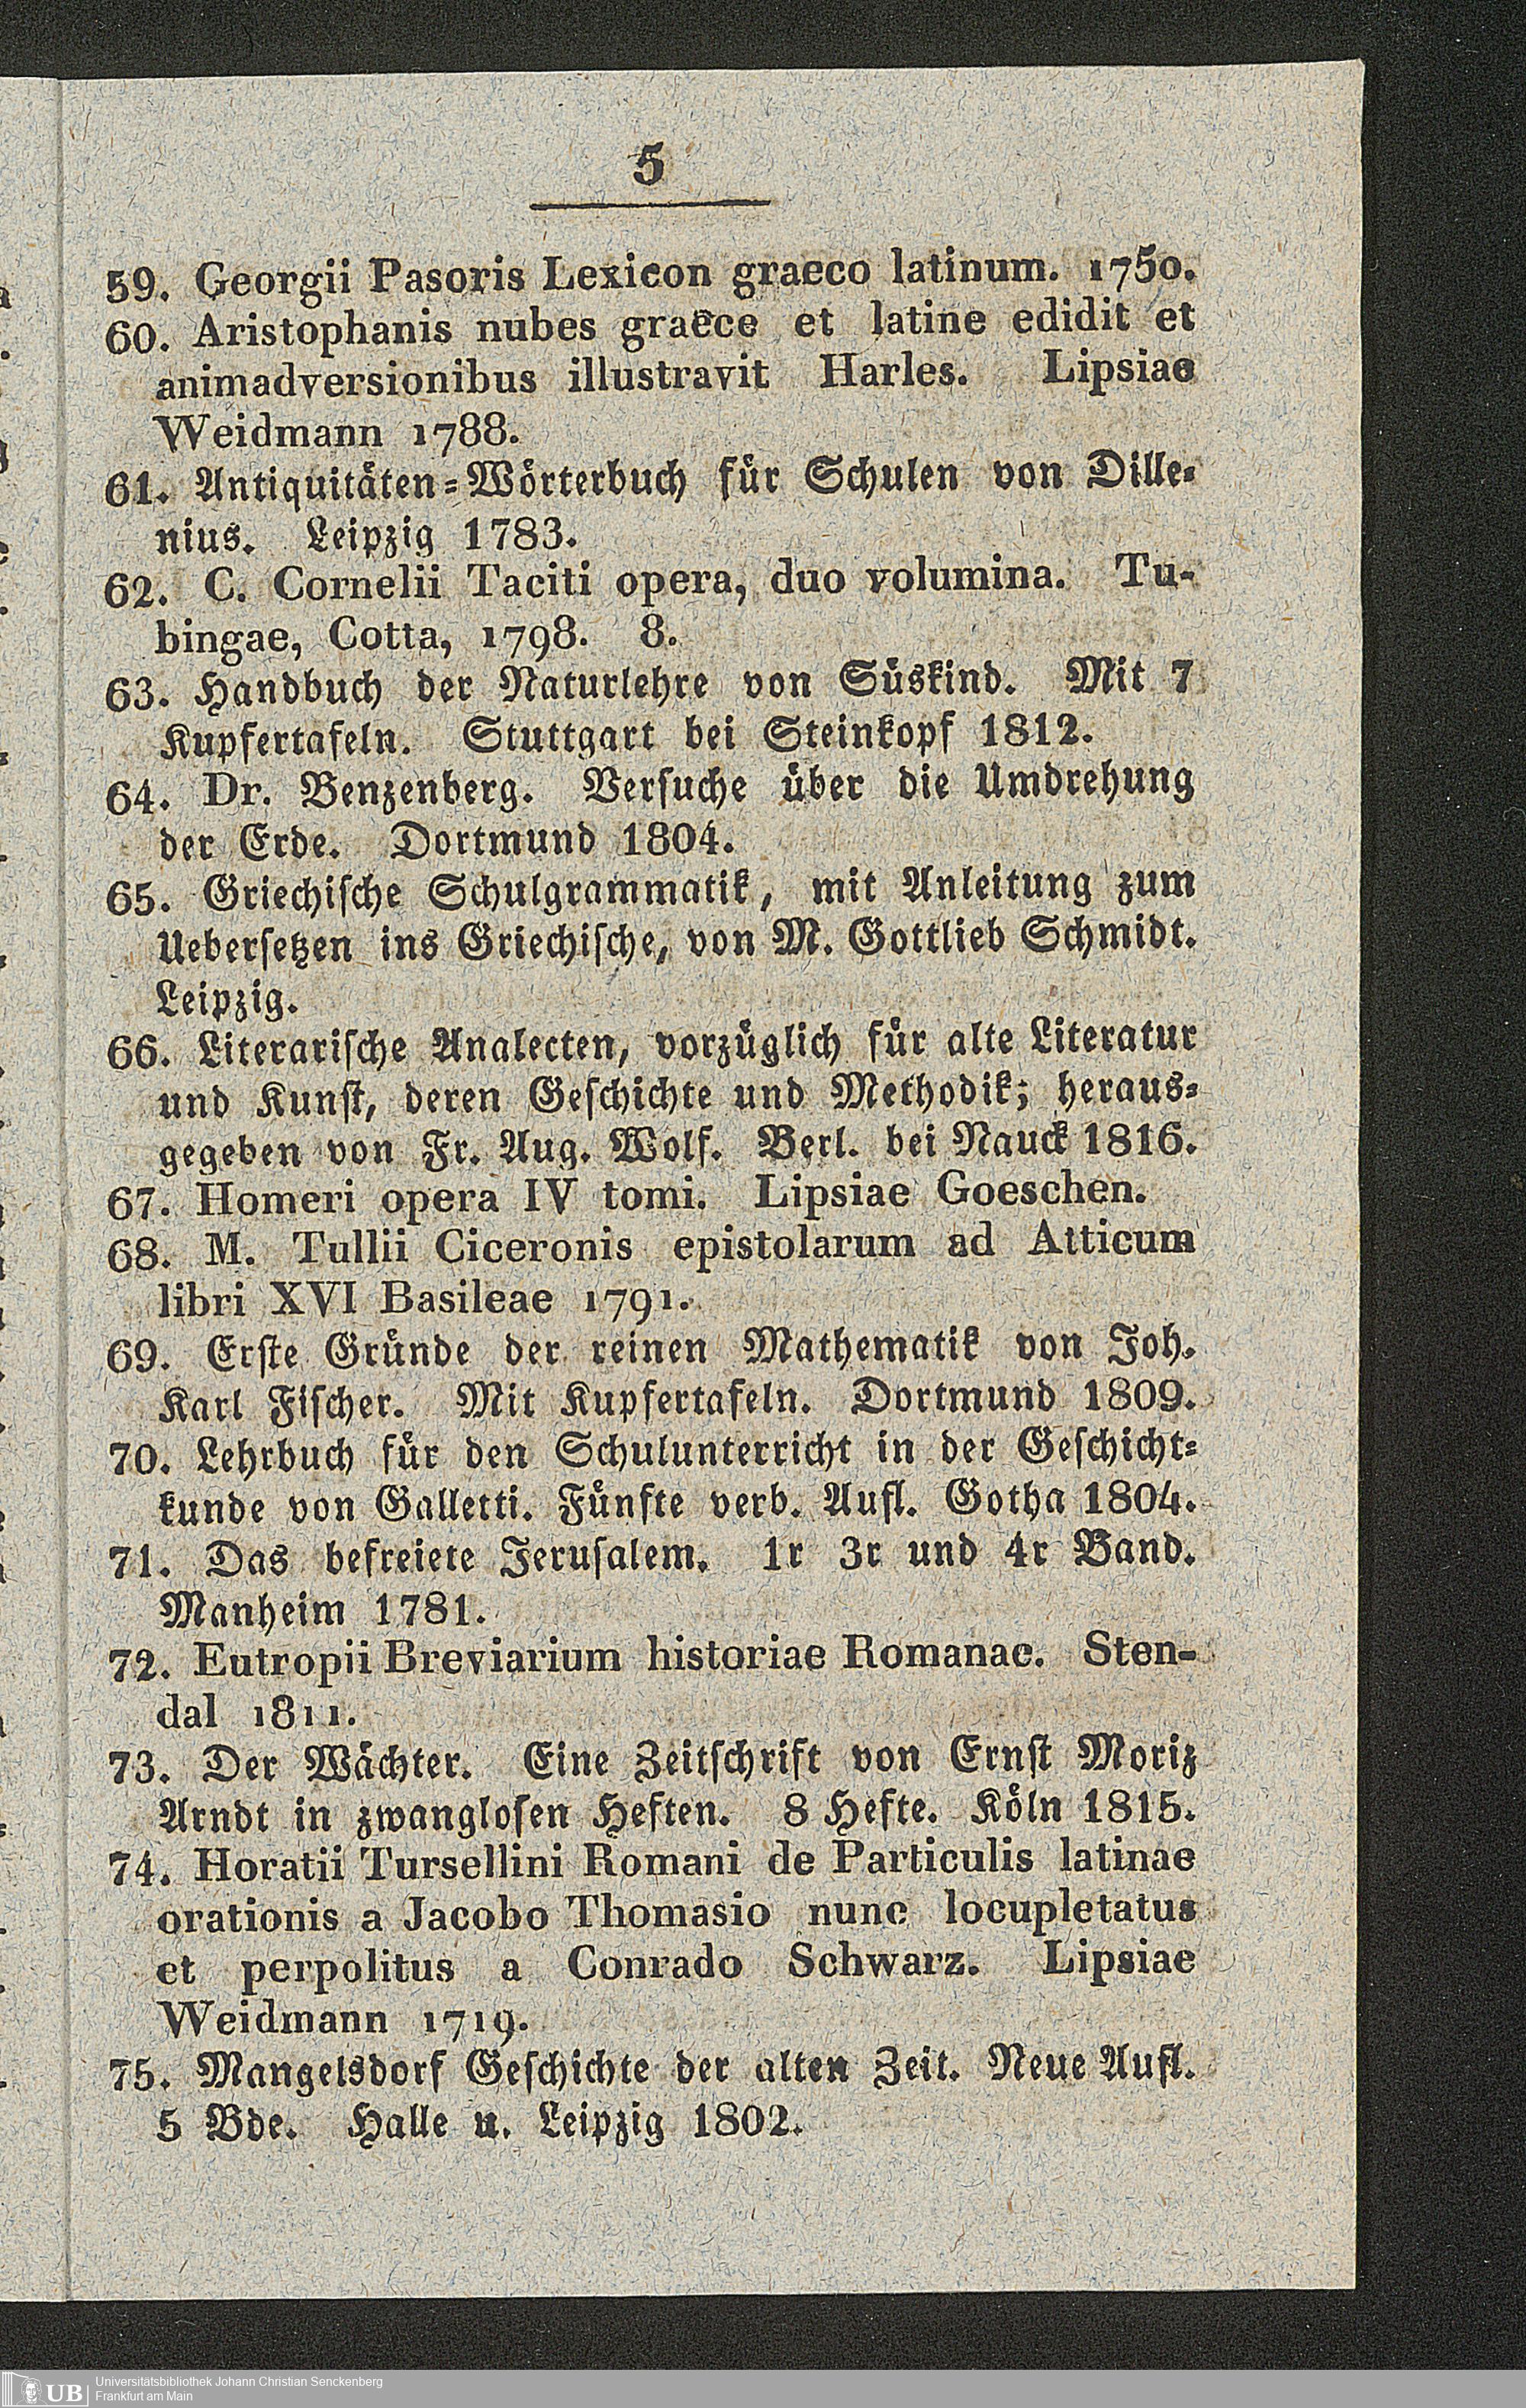 5
59. Georgii Pasoris Lexicon graeco latinum. 1750.
60. Aristophanis nubes graece et latine edidit et
animadversionibus illustravit Harles. Lipsiae
Weidmann 1788.
61. Antiquitäten-Wörterbuch für Schulen von Dille-
nius. Leipzig 1783.
62. C. Cornelii Taciti opera, duo volumina. Tu-
bingae, Cotta, 1798. 8.
63. Handbuch der Naturlehre von Süskind. Mit 7
Kupfertafeln. Stuttgart bei Steinkopf 1812.
64. Dr. Benzenberg. Versuche über die Umdrehung
der Erde. Dortmund 1804.
65. Griechische Schulgrammatik, mit Anleitung zum
Uebersetzen ins Griechische, von M. Gottlieb Schmidt.
Leipzig.
66. Literarische Analecten, vorzüglich für alte Literatur
und Kunst, deren Geschichte und Methodik; heraus-
gegeben von Fr. Aug. Wolf. Berl. bei Nauck 1816.
67. Homeri opera IV tomi. Lipsiae Goeschen.
68. M. Tullii Ciceronis epistolarum ad Atticum
libri XVI Basileae 1791.
69. Erste Gründe der reinen Mathematik von Joh.
Karl Fischer. Mit Kupfertafeln. Dortmund 1809.
70. Lehrbuch für den Schulunterricht in der Geschicht-
kunde von Galletti. Fünfte verb. Aufl. Gotha 1804.
71. Das befreiete Jerusalem. 1r 3r und 4r Band.
Manheim 1781.
72. Eutropii Breviarium historiae Romanae. Sten-
dal 1811.
73. Der Wächter. Eine Zeitschrift von Ernst Moriz
Arndt in zwanglosen Heften. 8 Hefte. Köln 1815.
74. Horatii Tursellini Romani de Particulis latinae
orationis a Jacobo Thomasio nunc locupletatus
et perpolitus a Conrado Schwarz. Lipsiae
Weidmann 1719.
75. Mangelsdorf Geschichte der alten Zeit. Neue Aufl.
5 Bde. Halle u. Leipzig 1802.
UB Universitätsbibliothek Johann Christian Senckenberg
Frankfurt am Main